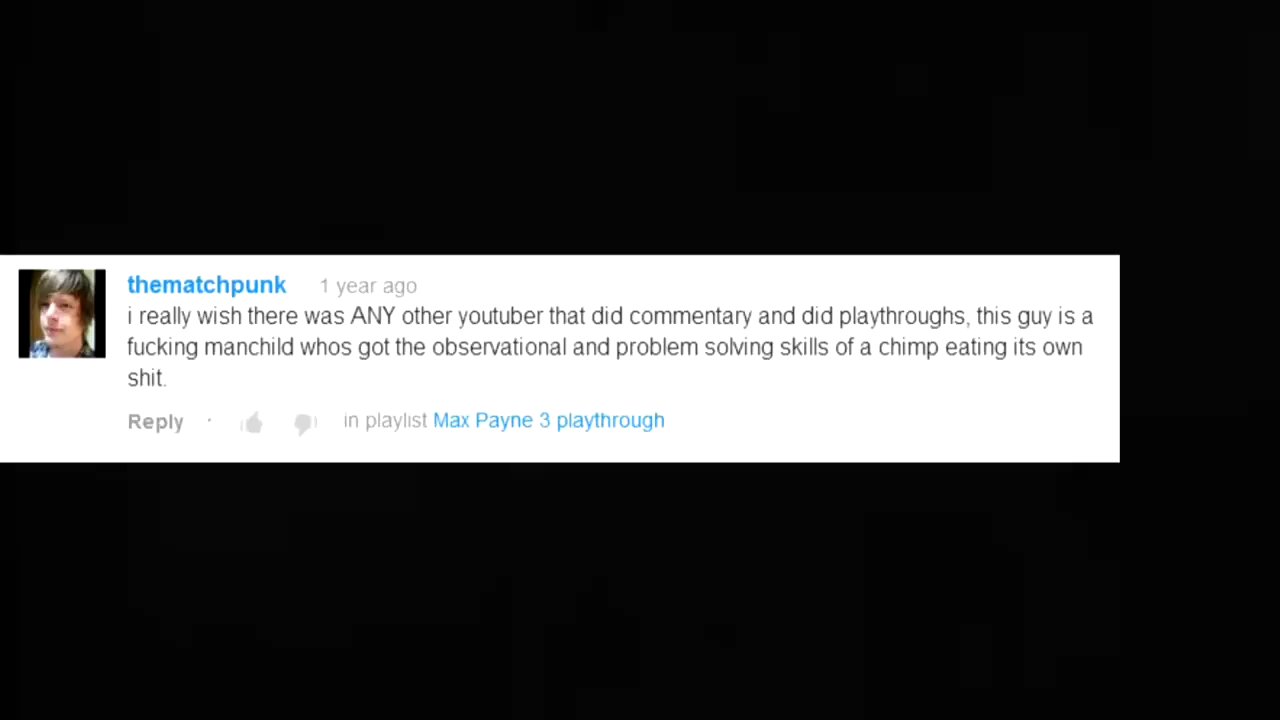 thematchpunk 1 year ago
i really wish there was ANY other youtuber that did commentary and did playthroughs, this guy is a
fucking manchild whos got the observational and problem solving skills of a chimp eating its own
shit.
Reply · in playlist Max Payne 3 playthrough